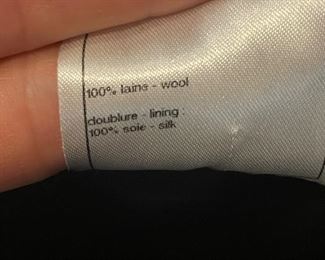 100% laine - wool
doublure - lining :
100% soie - silk